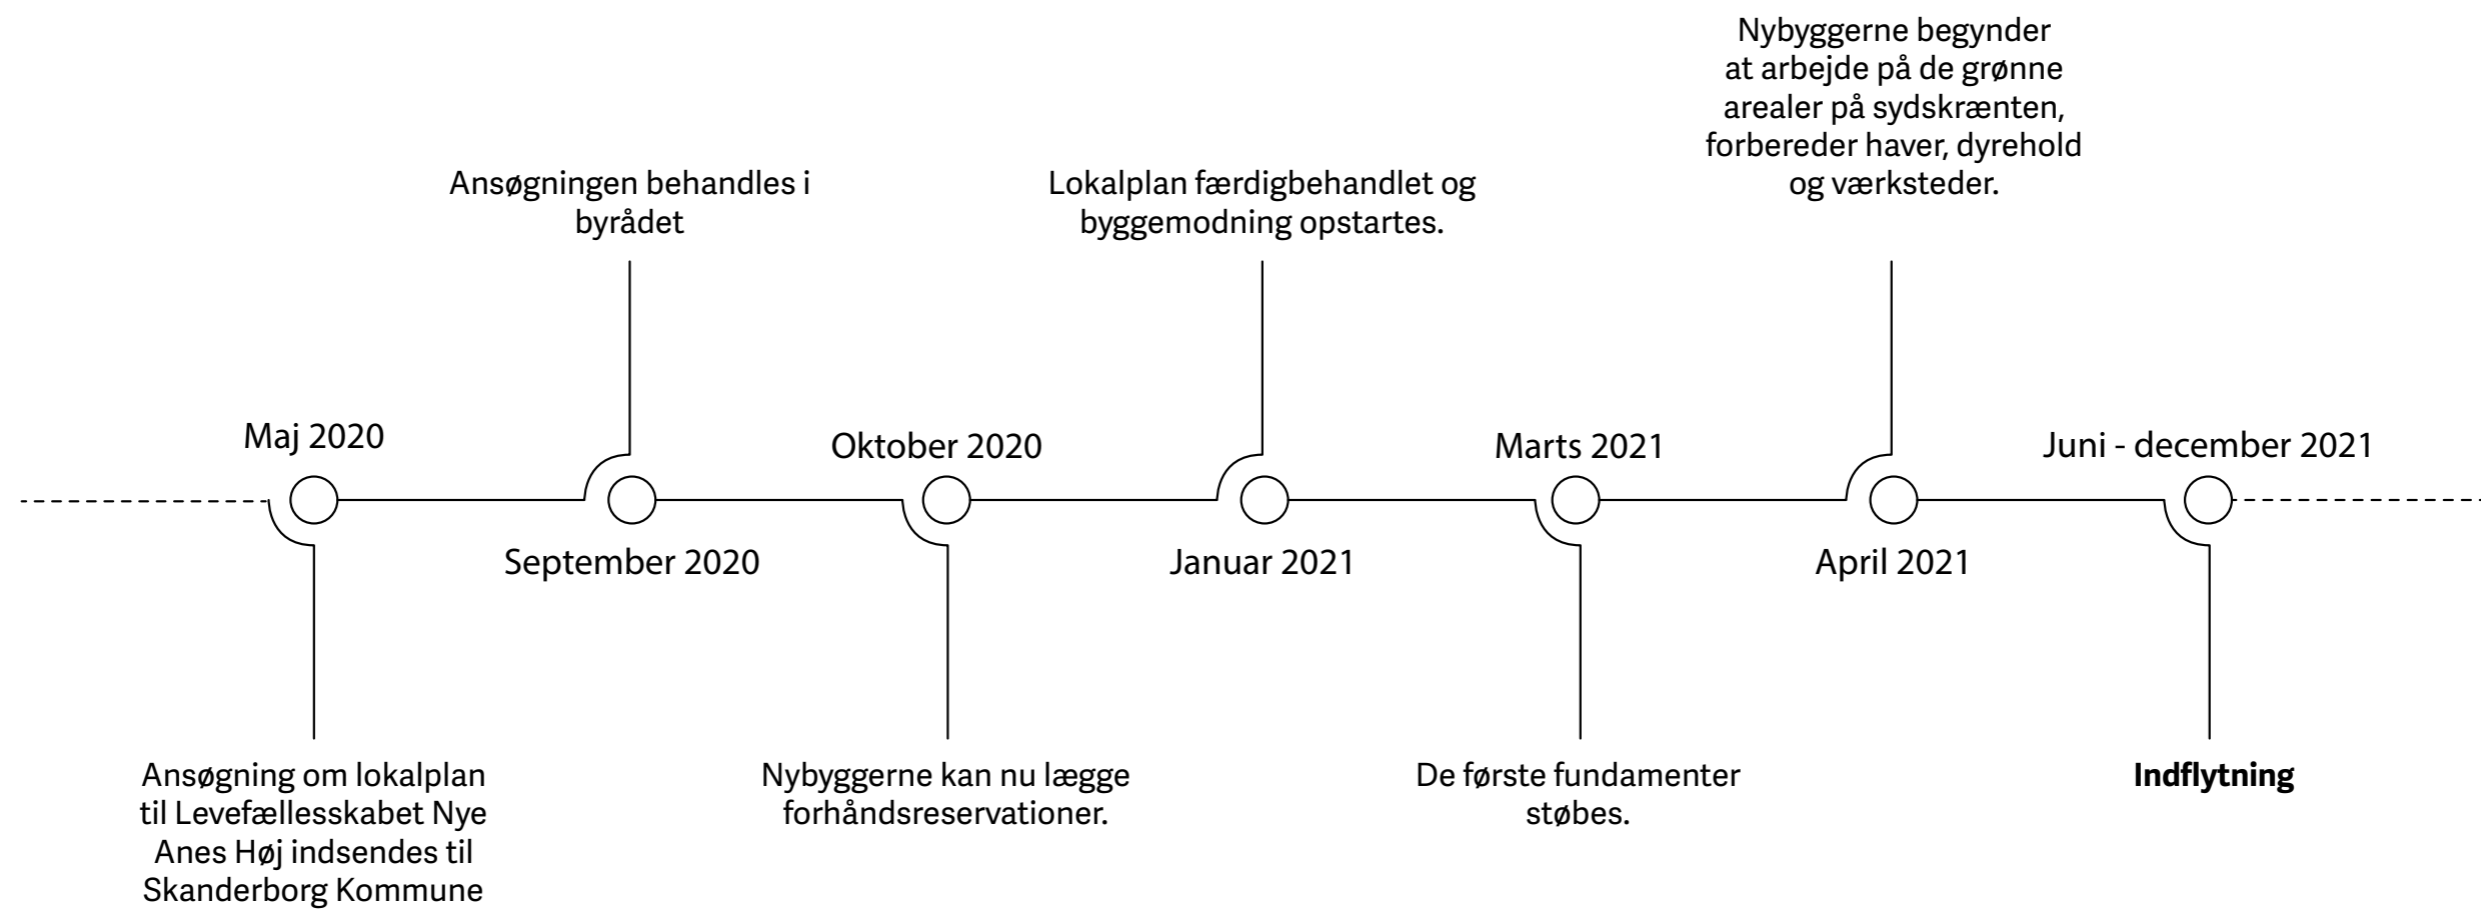 Maj 2020
Ansøgning om lokalplan
til Levefællesskabet Nye
Anes Høj indsendes til
Skanderborg Kommune
Ansøgningen behandles i
byrådet
September 2020
Oktober 2020
Nybyggerne kan nu lægge
forhåndsreservationer.
Lokalplan færdigbehandlet og
byggemodning opstartes.
Januar 2021
Marts 2021
De første fundamenter
støbes.
Nybyggerne begynder
at arbejde på de grønne
arealer på sydskrænten,
forbereder haver, dyrehold
og værksteder.
April 2021
Juni - december 2021
Indflytning